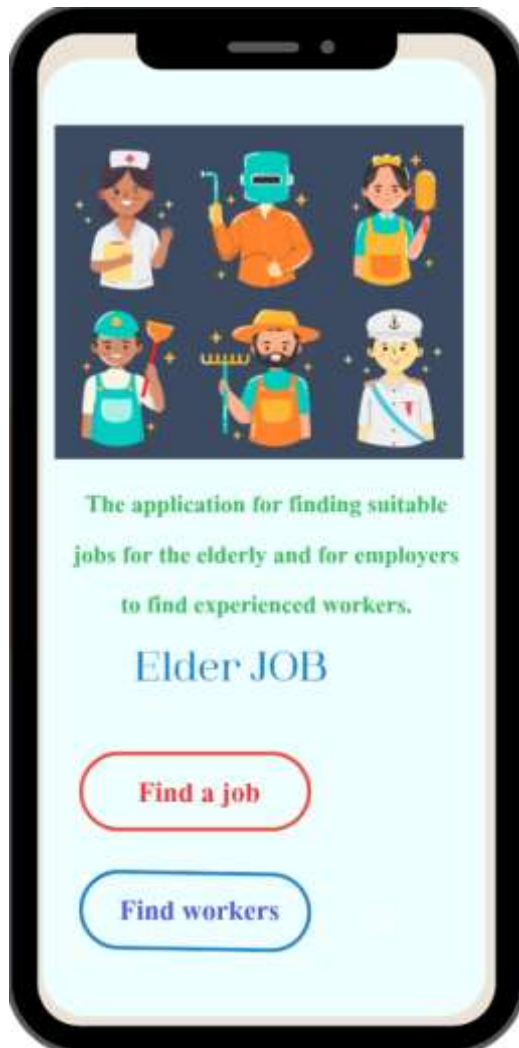 The application for finding suitable
jobs for the elderly and for employers
to find experienced workers.
Elder JOB
Find a job
Find workers